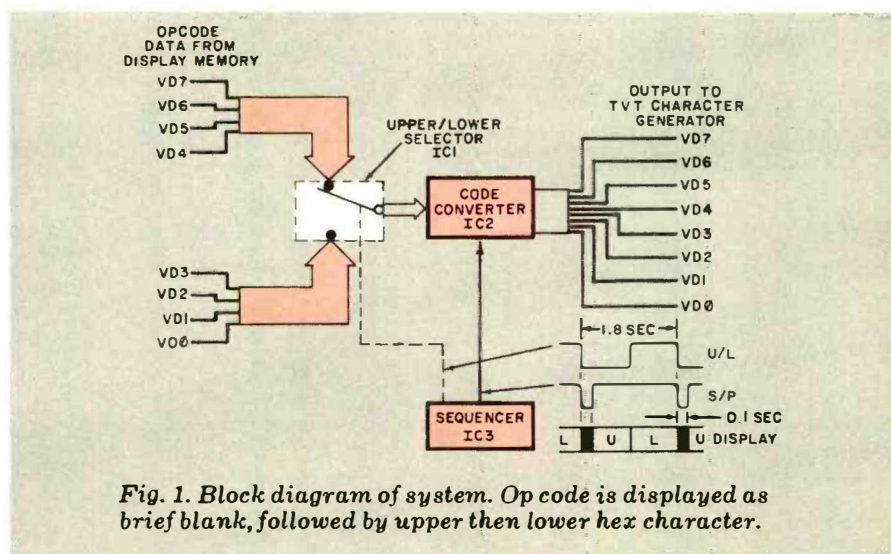 OPCODE
DATA FROM
DISPLAY MEMORY
VD7
VD6
VD5
VD4
UPPER/LOWER
SELECTOR
IC1
CODE
CONVERTER
IC2
OUTPUT TO
TVT CHARACTER
GENERATOR
VD7
VD6
VD5
VD4
VD3
VD2
VD1
VD0
VD3
VD2
VD1
VD0
SEQUENCER
IC3
1.8 SEC
U/L
S/P
0.1 SEC
L U L U DISPLAY
Fig. 1. Block diagram of system. Op code is displayed as
brief blank, followed by upper then lower hex character.